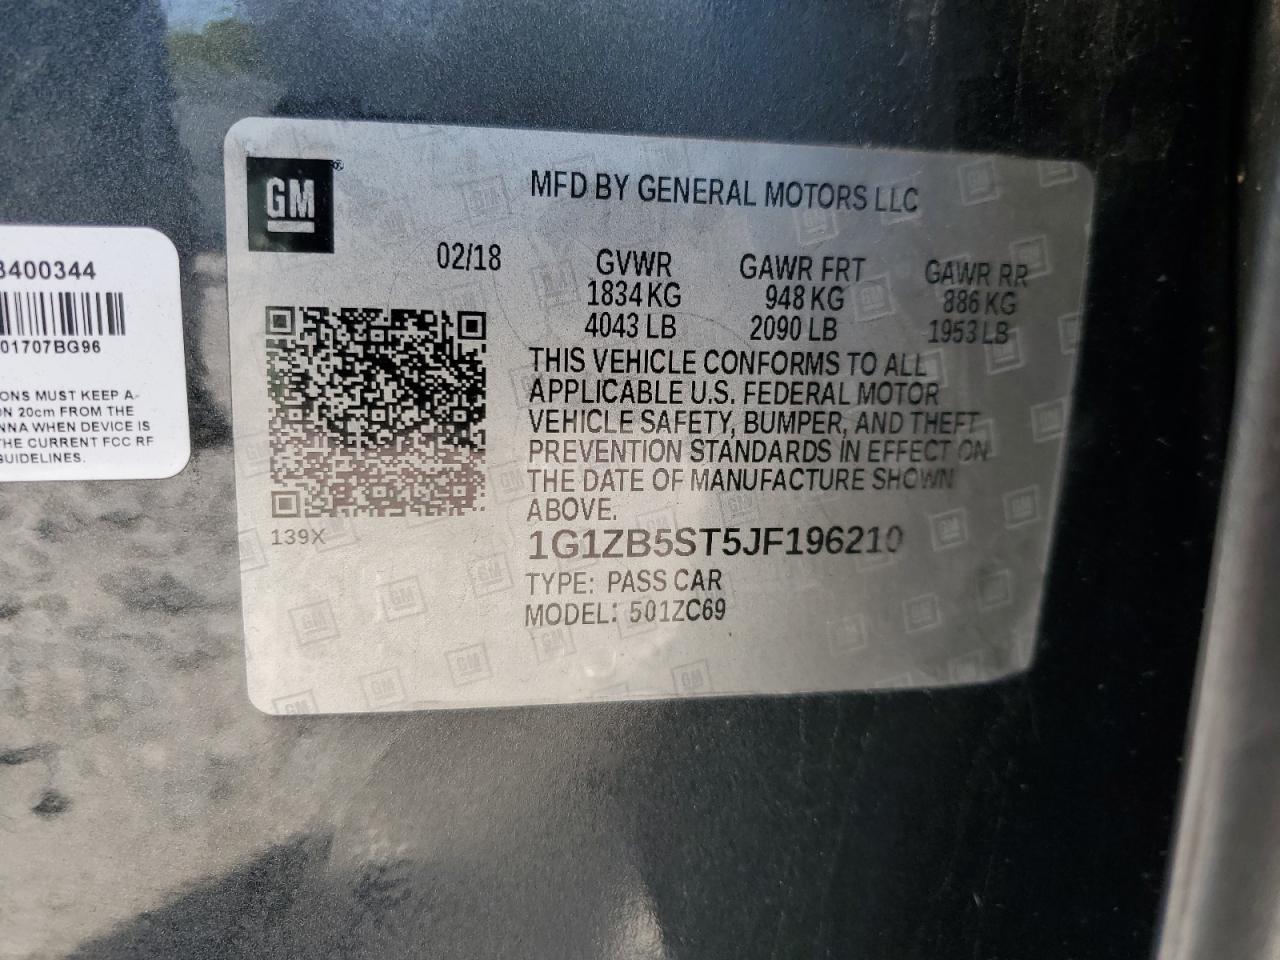 GM
MFD BY GENERAL MOTORS LLC
02/18
GVWR
GAWR FRT
GAWR RR
1834 KG
948 KG
886 KG
4043 LB
2090 LB
1953 LB
THIS VEHICLE CONFORMS TO ALL
APPLICABLE U.S. FEDERAL MOTOR
VEHICLE SAFETY, BUMPER, AND THEFT
PREVENTION STANDARDS IN EFFECT ON
THE DATE OF MANUFACTURE SHOWN
ABOVE.
139X
1G1ZB5ST5JF196210
TYPE: PASS CAR
MODEL: 501ZC69
3400344
01707BG96
ONS MUST KEEP A-
ON 20cm FROM THE
NNA WHEN DEVICE IS
THE CURRENT FCC RF
GUIDELINES.